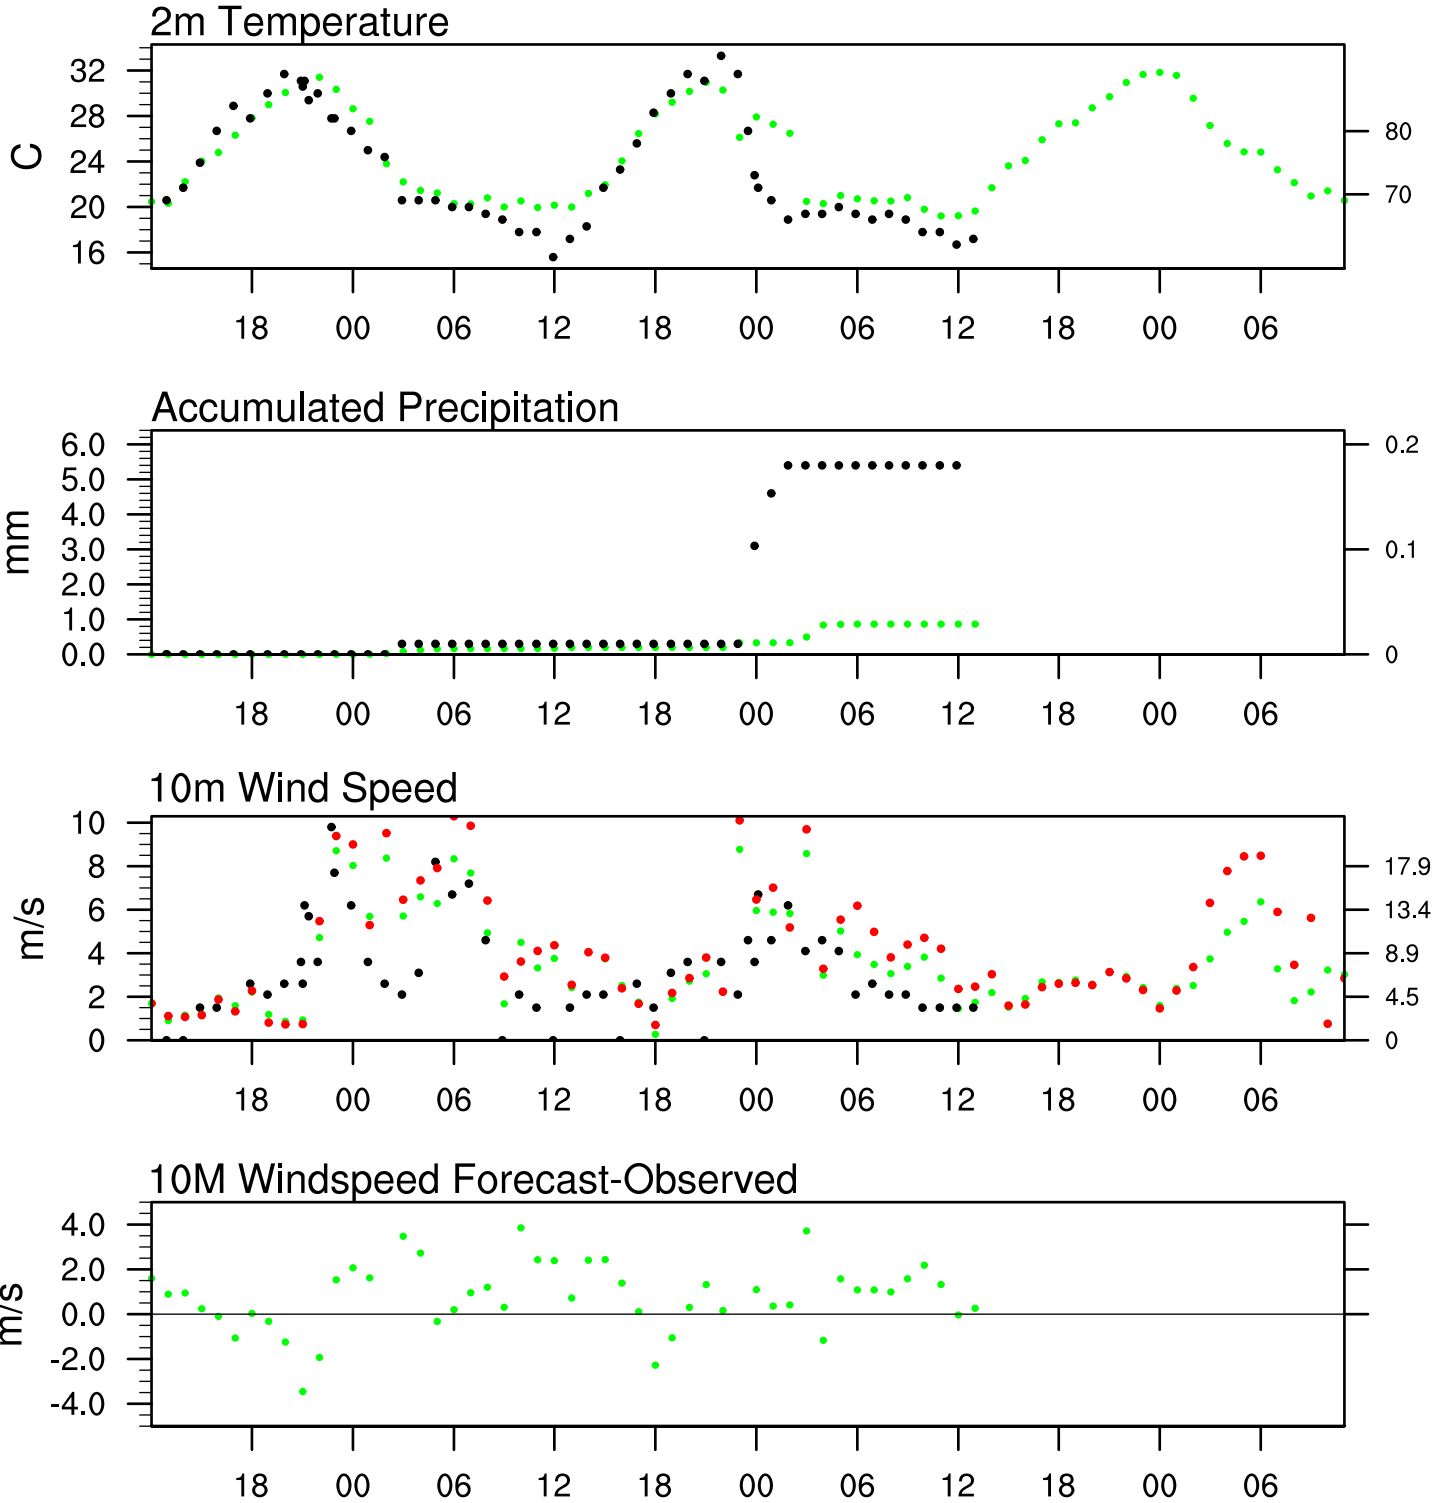 2m Temperature
C
32
28
24
20
16
80
70
18 00 06 12 18 00 06 12 18 00 06
Accumulated Precipitation
mm
6.0
5.0
4.0
3.0
2.0
1.0
0.0
0.2
0.1
0
18 00 06 12 18 00 06 12 18 00 06
10m Wind Speed
m/s
10
8
6
4
2
0
17.9
13.4
8.9
4.5
0
18 00 06 12 18 00 06 12 18 00 06
10M Windspeed Forecast-Observed
m/s
4.0
2.0
0.0
-2.0
-4.0
18 00 06 12 18 00 06 12 18 00 06